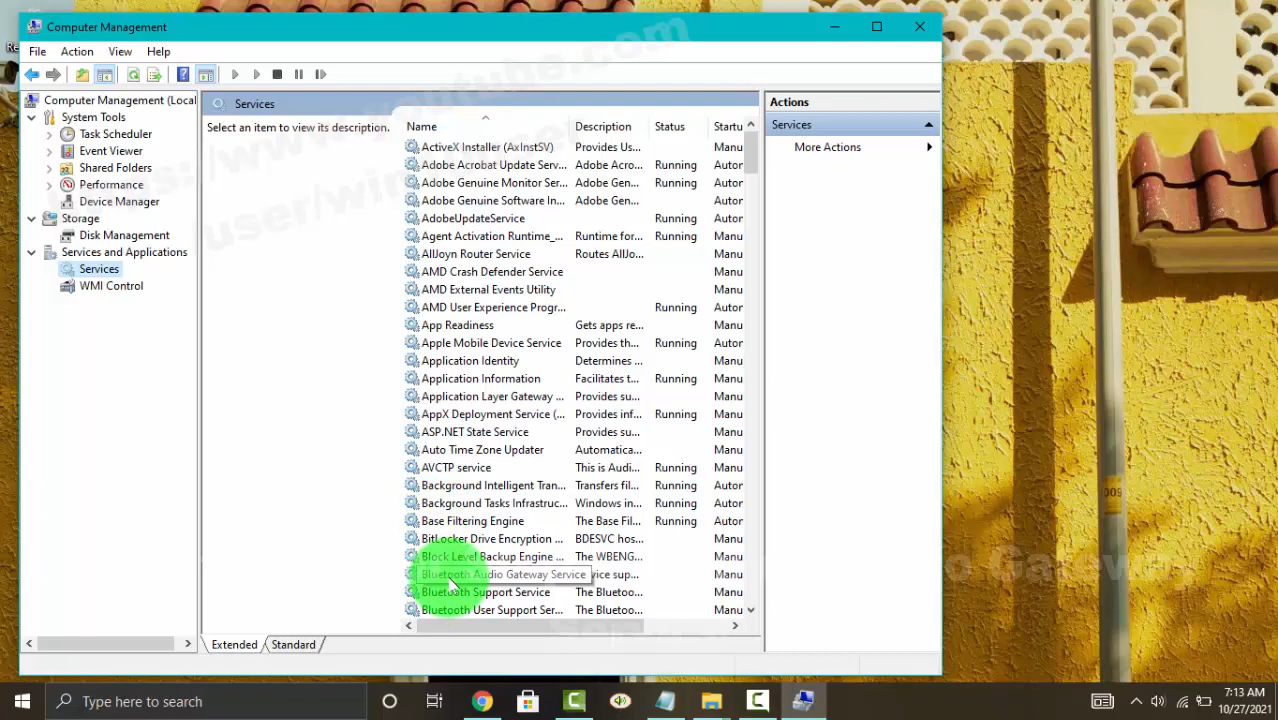 Computer Management
File Action View Help
Computer Management (Local
System Tools
Task Scheduler
Event Viewer
Shared Folders
Performance
Device Manager
Storage
Disk Management
Services and Applications
Services
WMI Control
Services
Select an item to view its description.
Name Description Status Startu
ActiveX Installer (AxInstSV) Provides Us... Manu
Adobe Acrobat Update Serv... Adobe Acro... Running Autor
Adobe Genuine Monitor Ser... Adobe Gen... Running Autor
Adobe Genuine Software In... Adobe Gen... Running Autor
AdobeUpdateService Running Autor
Agent Activation Runtime_... Runtime for... Running Manu
AllJoyn Router Service Routes AllJo... Manu
AMD Crash Defender Service Manu
AMD External Events Utility Manu
AMD User Experience Progr... Running Autor
App Readiness Gets apps re... Manu
Apple Mobile Device Service Provides th... Running Autor
Application Identity Determines ... Manu
Application Information Facilitates t... Running Manu
Application Layer Gateway ... Provides su... Manu
AppX Deployment Service (... Provides inf... Running Manu
ASP.NET State Service Provides su... Manu
Auto Time Zone Updater Automatica... Manu
AVCTP service This is Audi... Running Manu
Background Intelligent Tran... Transfers fil... Running Autor
Background Tasks Infrastruc... Windows in... Running Autor
Base Filtering Engine The Base Fil... Running Autor
BitLocker Drive Encryption ... BDESVC hos... Manu
Block Level Backup Engine ... The WBENG... Manu
Bluetooth Audio Gateway Service vice sup... Manu
Bluetooth Support Service The Bluetoo... Manu
Bluetooth User Support Ser... The Bluetoo... Manu
Extended Standard
Actions
Services
More Actions
009
Type here to search
7:13 AM
10/27/2021